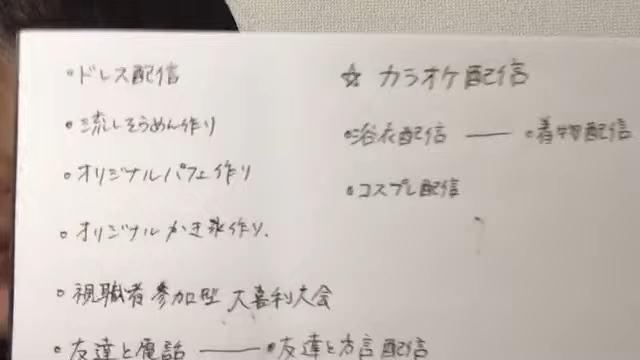 ・ドレス配信
・流しそうめん作り
・オリジナルパフェ作り
・オリジナルかき氷作り.
・視職者参加型 大喜利大会
・友達と電話 ―― ・友達と方言配信
☆ カラオケ配信
・浴衣配信 ―― ・着物配信
・コスプレ配信